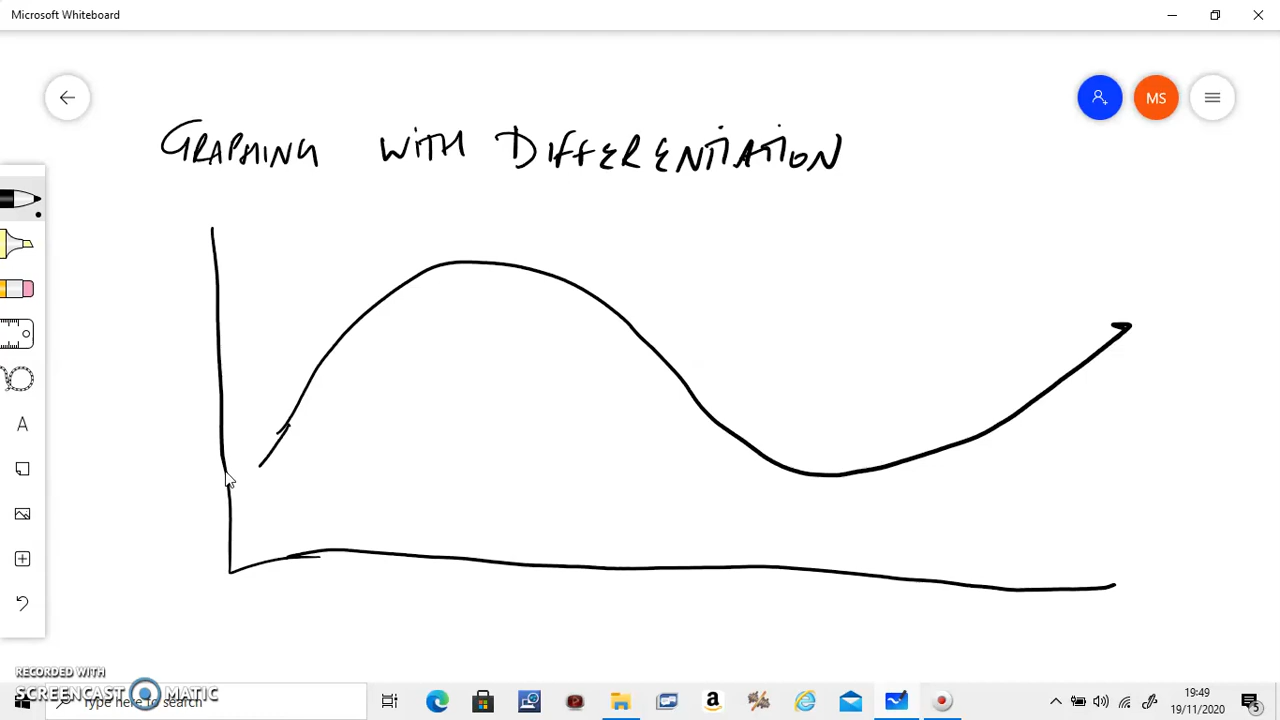 Microsoft Whiteboard
MS
GRAPHING WITH DIFFERENTIATION
A
RECORDED WITH
SCREENCAST MATIC
Type here to search
a
19:49
19/11/2020
5